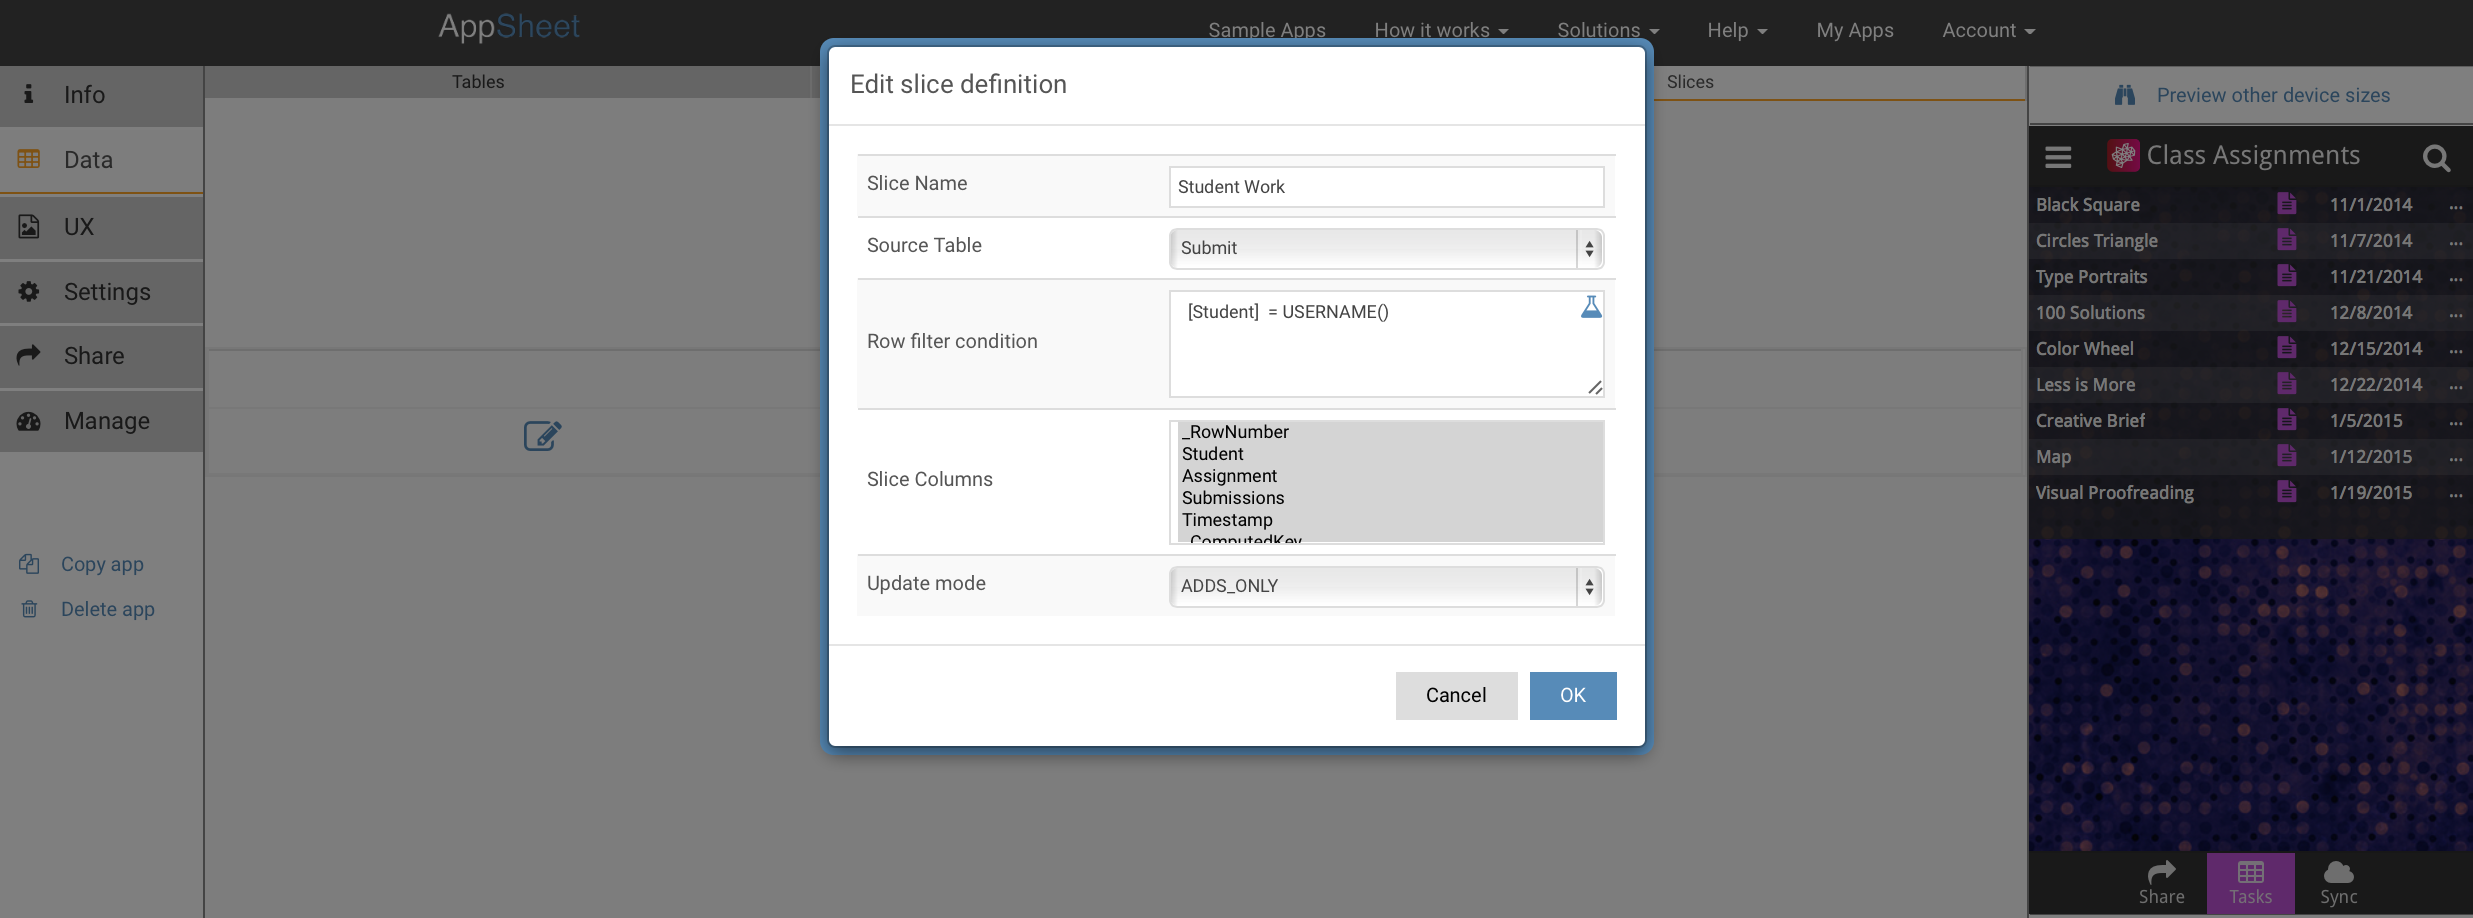 AppSheet
Sample Apps How it works Solutions Help My Apps Account
Info
Data
UX
Settings
Share
Manage
Copy app
Delete app
Tables
Slices
Edit slice definition
Slice Name Student Work
Source Table Submit
Row filter condition [Student] = USERNAME()
Slice Columns
_RowNumber
Student
Assignment
Submissions
Timestamp
_ComputedKey
Update mode ADDS_ONLY
Cancel OK
Preview other device sizes
Class Assignments
Black Square 11/1/2014 ...
Circles Triangle 11/7/2014 ...
Type Portraits 11/21/2014 ...
100 Solutions 12/8/2014 ...
Color Wheel 12/15/2014 ...
Less is More 12/22/2014 ...
Creative Brief 1/5/2015 ...
Map 1/12/2015 ...
Visual Proofreading 1/19/2015 ...
Share Tasks Sync